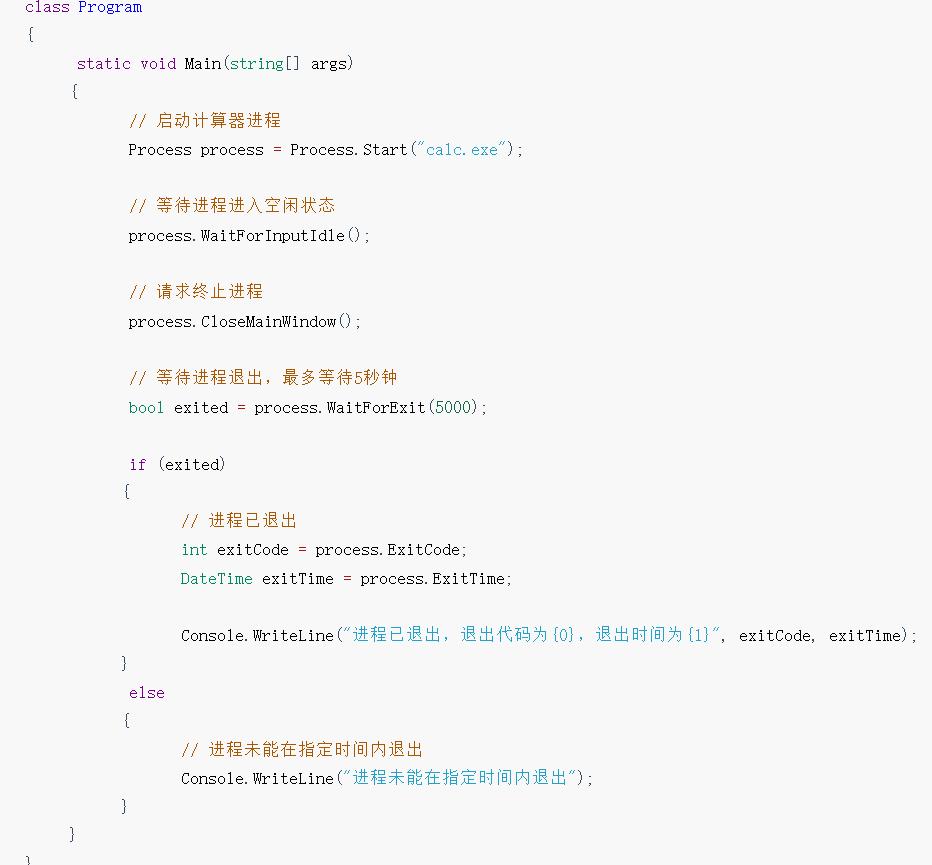 class Program
{
static void Main(string[] args)
{
// 启动计算器进程
Process process = Process.Start("calc.exe");
// 等待进程进入空闲状态
process.WaitForInputIdle();
// 请求终止进程
process.CloseMainWindow();
// 等待进程退出，最多等待5秒钟
bool exited = process.WaitForExit(5000);
if (exited)
{
// 进程已退出
int exitCode = process.ExitCode;
DateTime exitTime = process.ExitTime;
Console.WriteLine("进程已退出，退出代码为{0}，退出时间为{1}", exitCode, exitTime);
}
else
{
// 进程未能在指定时间内退出
Console.WriteLine("进程未能在指定时间内退出");
}
}
}